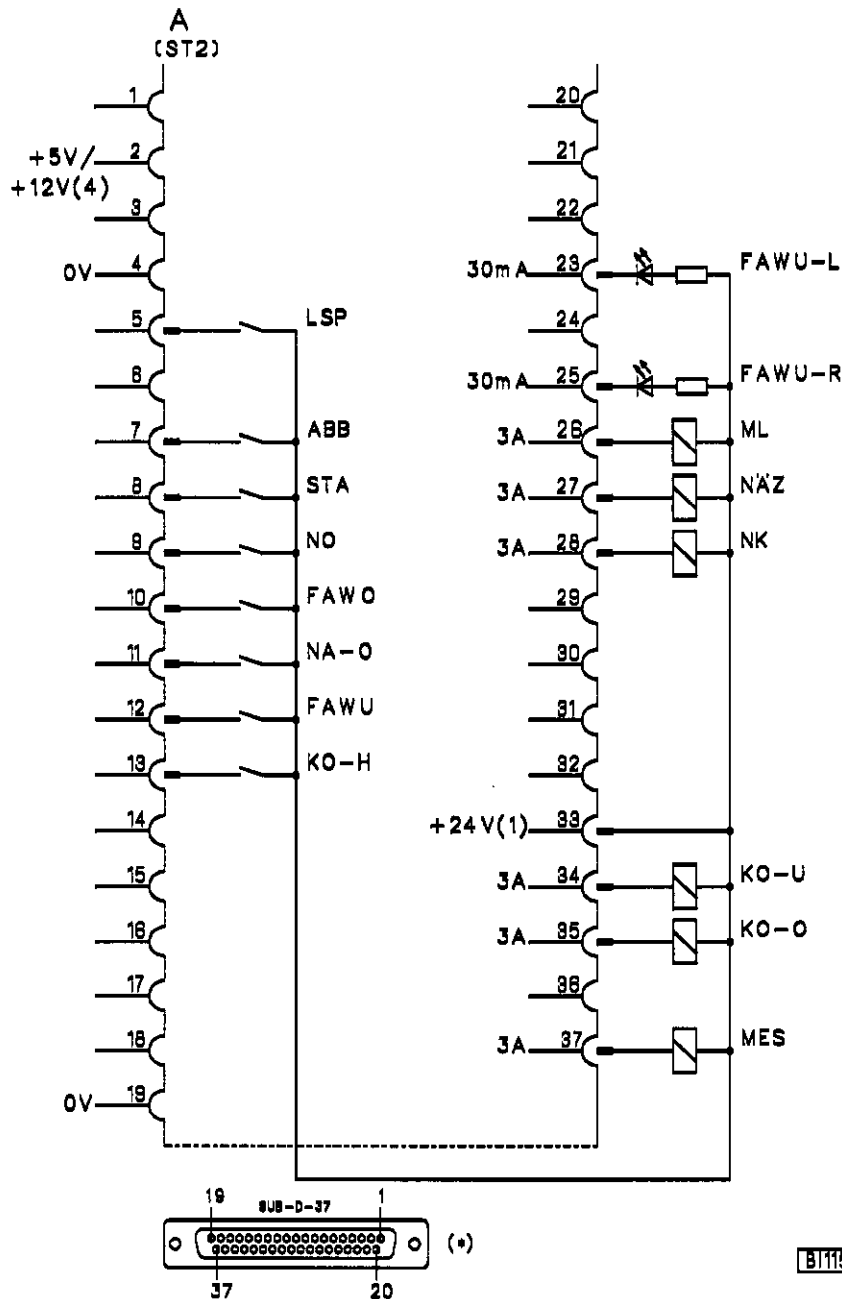 A
(ST2)
1
+5V/
2
+12V(4)
3
0V 4
5 LSP
6
7 ABB
8 STA
9 NO
10 FAWO
11 NA-O
12 FAWU
13 KO-H
14
15
16
17
18
0V 19
20
21
22
30mA 23 FAWU-L
24
30mA 25 FAWU-R
3A 26 ML
3A 27 NÄZ
3A 28 NK
29
30
31
32
+24V(1) 33
3A 34 KO-U
3A 35 KO-O
36
3A 37 MES
19 SUB-D-37 1
(*)
37 20